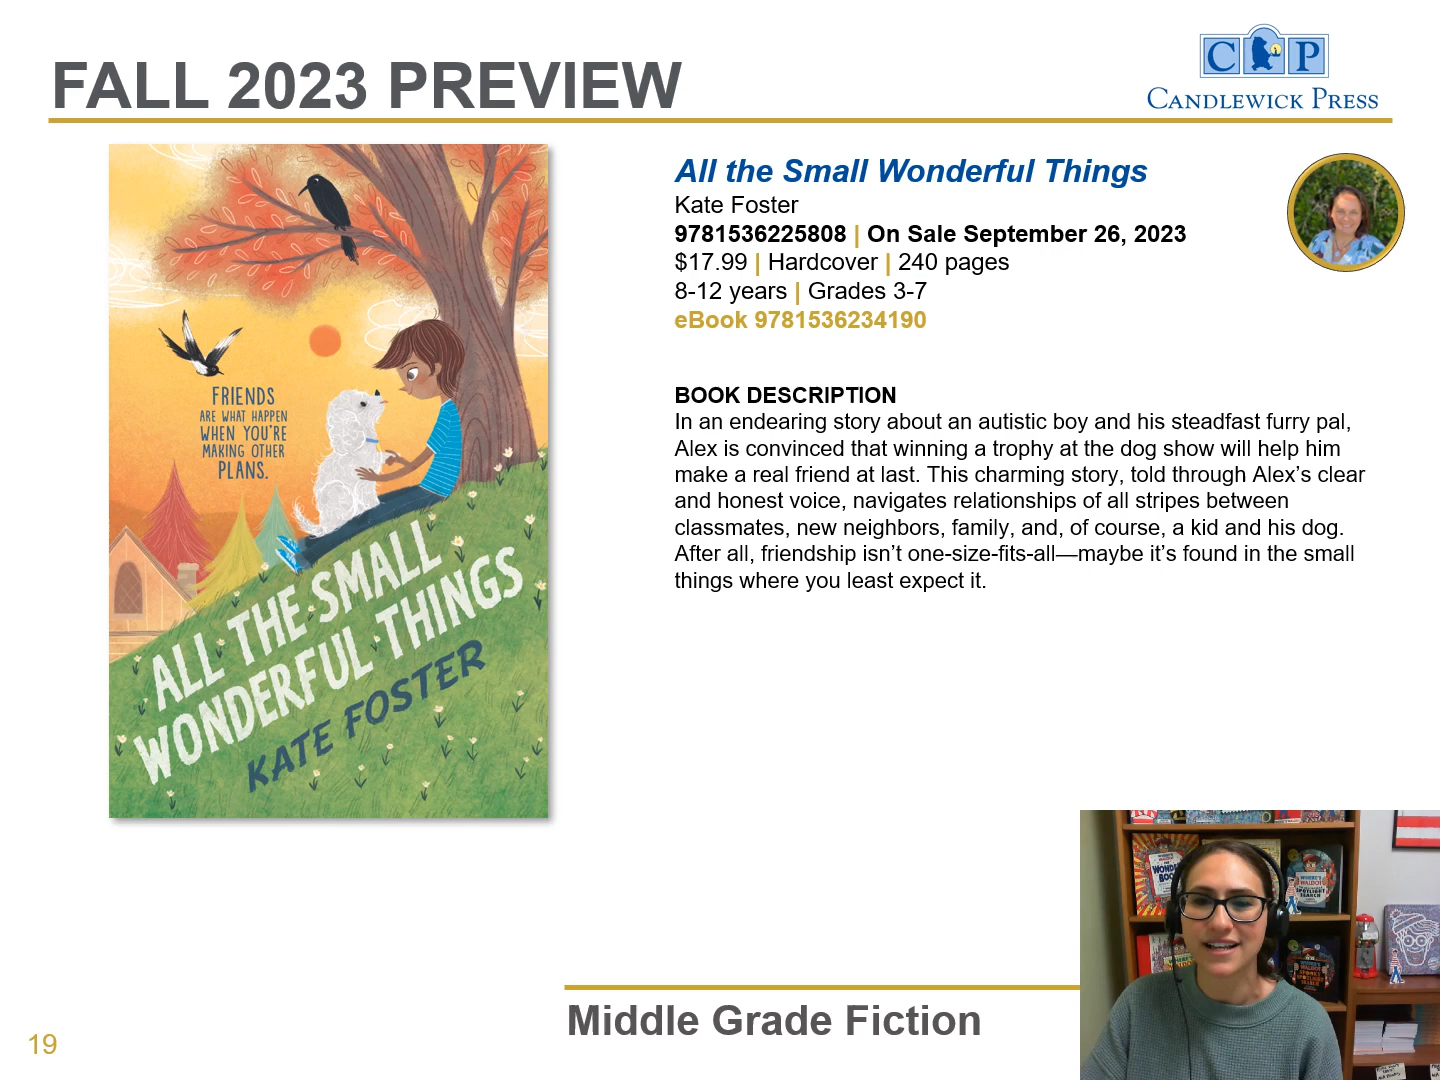 FALL 2023 PREVIEW
C P
CANDLEWICK PRESS
FRIENDS
ARE WHAT HAPPEN
WHEN YOU'RE
MAKING OTHER
PLANS.
ALL THE SMALL
WONDERFUL THINGS
KATE FOSTER
All the Small Wonderful Things
Kate Foster
9781536225808 | On Sale September 26, 2023
$17.99 | Hardcover | 240 pages
8-12 years | Grades 3-7
eBook 9781536234190
BOOK DESCRIPTION
In an endearing story about an autistic boy and his steadfast furry pal,
Alex is convinced that winning a trophy at the dog show will help him
make a real friend at last. This charming story, told through Alex’s clear
and honest voice, navigates relationships of all stripes between
classmates, new neighbors, family, and, of course, a kid and his dog.
After all, friendship isn’t one-size-fits-all—maybe it’s found in the small
things where you least expect it.
WHERE'S
WALDO?
SPOTLIGHT
SEARCH
Middle Grade Fiction
19